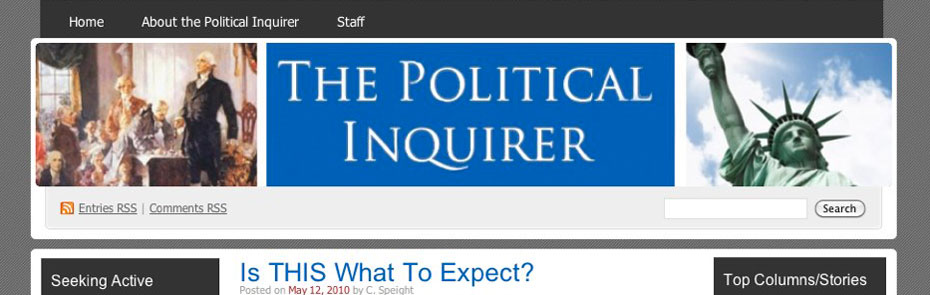 Home About the Political Inquirer Staff
THE POLITICAL
INQUIRER
Entries RSS | Comments RSS
Search
Seeking Active
Is THIS What To Expect?
Posted on May 12, 2010 by C. Speight
Top Columns/Stories